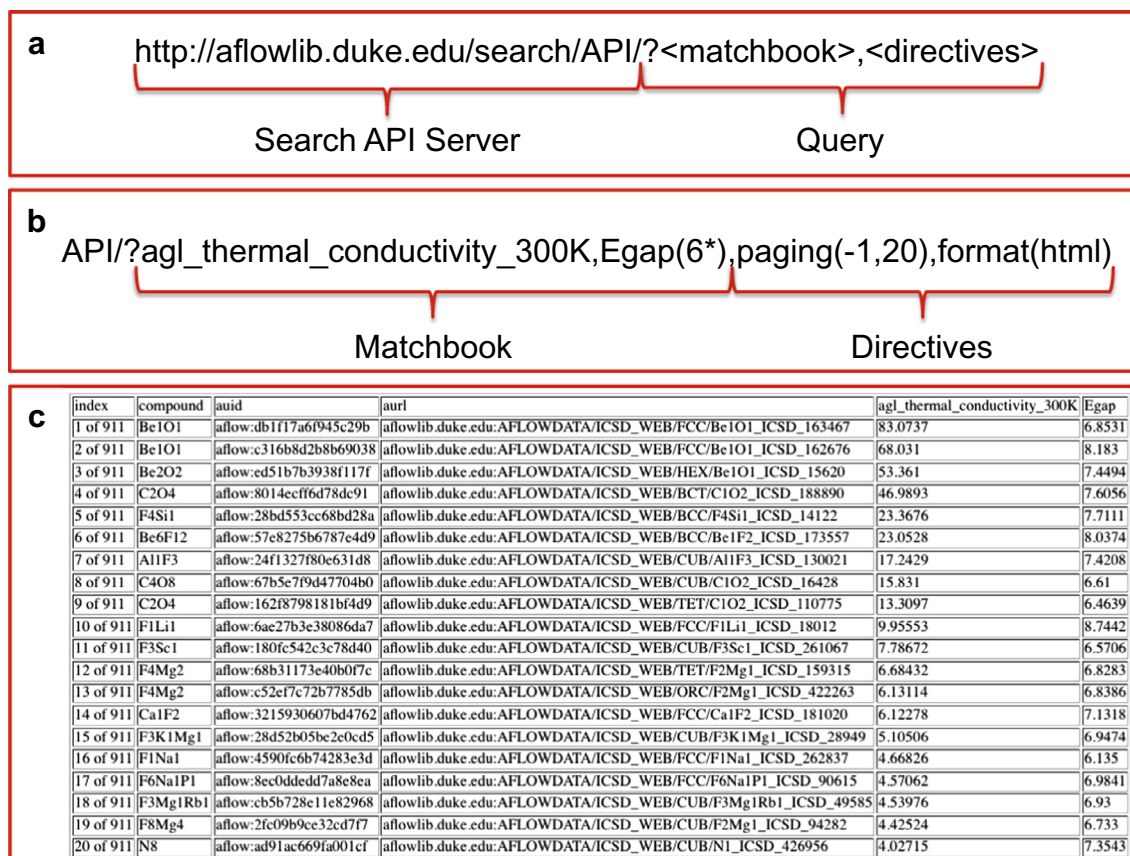 a
http://aflowlib.duke.edu/search/API/?<matchbook>,<directives>
Search API Server Query
b
API/?agl_thermal_conductivity_300K,Egap(6*),paging(-1,20),format(html)
Matchbook Directives
c
index compound auid aurl agl_thermal_conductivity_300K Egap
1 of 911 Be1O1 aflow:db1f17a6f945c29b aflowlib.duke.edu:AFLOWDATA/ICSD_WEB/FCC/Be1O1_ICSD_163467 83.0737 6.8531
2 of 911 Be1O1 aflow:c316b8d2b8b69038 aflowlib.duke.edu:AFLOWDATA/ICSD_WEB/FCC/Be1O1_ICSD_162676 68.031 8.183
3 of 911 Be2O2 aflow:ed51b7b3938f117f aflowlib.duke.edu:AFLOWDATA/ICSD_WEB/HEX/Be1O1_ICSD_15620 53.361 7.4494
4 of 911 C2O4 aflow:8014ecff6d78dc91 aflowlib.duke.edu:AFLOWDATA/ICSD_WEB/BCT/C1O2_ICSD_188890 46.9893 7.6056
5 of 911 F4Si1 aflow:28bd553cc68bd28a aflowlib.duke.edu:AFLOWDATA/ICSD_WEB/BCC/F4Si1_ICSD_14122 23.3676 7.7111
6 of 911 Be6F12 aflow:57e8275b6787e4d9 aflowlib.duke.edu:AFLOWDATA/ICSD_WEB/BCC/Be1F2_ICSD_173557 23.0528 8.0374
7 of 911 Al1F3 aflow:24f1327f80e631d8 aflowlib.duke.edu:AFLOWDATA/ICSD_WEB/CUB/Al1F3_ICSD_130021 17.2429 7.4208
8 of 911 C4O8 aflow:67b5e7f9d47704b0 aflowlib.duke.edu:AFLOWDATA/ICSD_WEB/CUB/C1O2_ICSD_16428 15.831 6.61
9 of 911 C2O4 aflow:162f8798181bf4d9 aflowlib.duke.edu:AFLOWDATA/ICSD_WEB/TET/C1O2_ICSD_110775 13.3097 6.4639
10 of 911 F1Li1 aflow:6ae27b3e38086da7 aflowlib.duke.edu:AFLOWDATA/ICSD_WEB/FCC/F1Li1_ICSD_18012 9.95553 8.7442
11 of 911 F3Sc1 aflow:180fc542c3c78d40 aflowlib.duke.edu:AFLOWDATA/ICSD_WEB/CUB/F3Sc1_ICSD_261067 7.78672 6.5706
12 of 911 F4Mg2 aflow:68b31173e40b0f7c aflowlib.duke.edu:AFLOWDATA/ICSD_WEB/TET/F2Mg1_ICSD_159315 6.68432 6.8283
13 of 911 F4Mg2 aflow:c52ef7c72b7785db aflowlib.duke.edu:AFLOWDATA/ICSD_WEB/ORC/F2Mg1_ICSD_422263 6.13114 6.8386
14 of 911 Ca1F2 aflow:3215930607bd4762 aflowlib.duke.edu:AFLOWDATA/ICSD_WEB/FCC/Ca1F2_ICSD_181020 6.12278 7.1318
15 of 911 F3K1Mg1 aflow:28d52b05be2e0cd5 aflowlib.duke.edu:AFLOWDATA/ICSD_WEB/CUB/F3K1Mg1_ICSD_28949 5.10506 6.9474
16 of 911 F1Na1 aflow:4590fc6b74283e3d aflowlib.duke.edu:AFLOWDATA/ICSD_WEB/FCC/F1Na1_ICSD_262837 4.66826 6.135
17 of 911 F6Na1P1 aflow:8ec0ddedd7a8e8ea aflowlib.duke.edu:AFLOWDATA/ICSD_WEB/FCC/F6Na1P1_ICSD_90615 4.57062 6.9841
18 of 911 F3Mg1Rb1 aflow:cb5b728e11e82968 aflowlib.duke.edu:AFLOWDATA/ICSD_WEB/CUB/F3Mg1Rb1_ICSD_49585 4.53976 6.93
19 of 911 F8Mg4 aflow:2fc09b9ce32cd7f7 aflowlib.duke.edu:AFLOWDATA/ICSD_WEB/CUB/F2Mg1_ICSD_94282 4.42524 6.733
20 of 911 N8 aflow:ad91ac669fa001cf aflowlib.duke.edu:AFLOWDATA/ICSD_WEB/CUB/N1_ICSD_426956 4.02715 7.3543